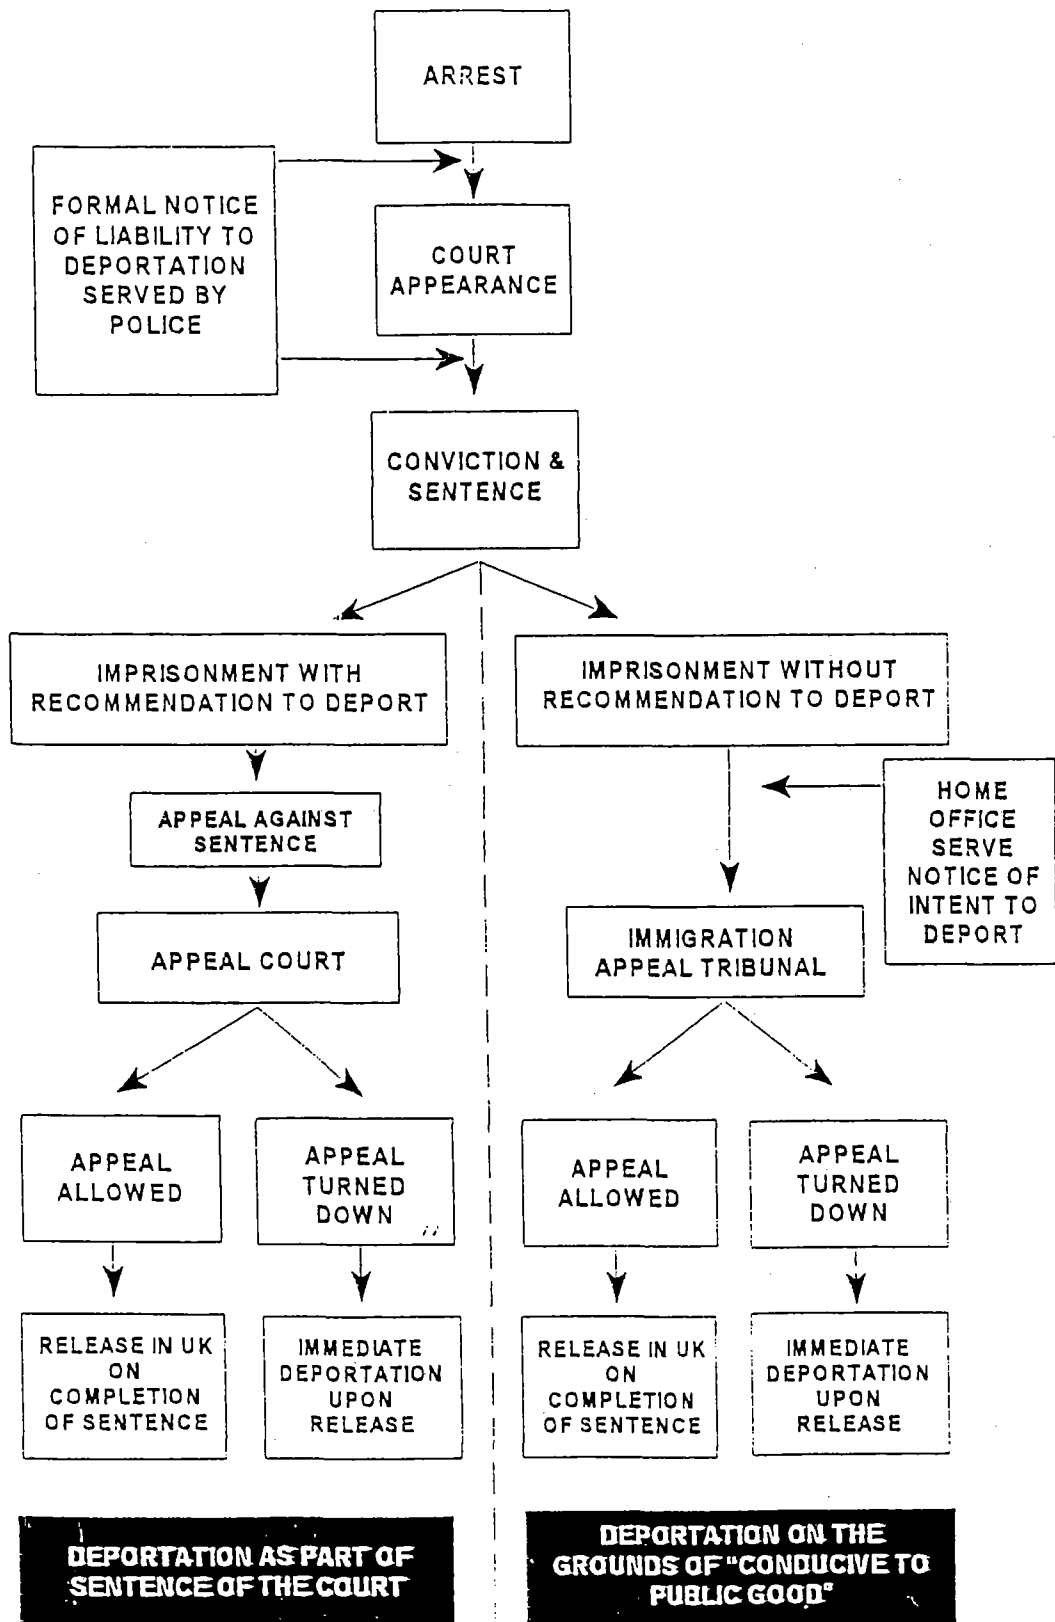 ARREST
FORMAL NOTICE
OF LIABILITY TO
DEPORTATION
SERVED BY
POLICE
COURT
APPEARANCE
CONVICTION &
SENTENCE
IMPRISONMENT WITH
RECOMMENDATION TO DEPORT
IMPRISONMENT WITHOUT
RECOMMENDATION TO DEPORT
APPEAL AGAINST
SENTENCE
HOME
OFFICE
SERVE
NOTICE OF
INTENT TO
DEPORT
APPEAL COURT
IMMIGRATION
APPEAL TRIBUNAL
APPEAL
ALLOWED
APPEAL
TURNED
DOWN
APPEAL
ALLOWED
APPEAL
TURNED
DOWN
RELEASE IN UK
ON
COMPLETION
OF SENTENCE
IMMEDIATE
DEPORTATION
UPON
RELEASE
RELEASE IN UK
ON
COMPLETION
OF SENTENCE
IMMEDIATE
DEPORTATION
UPON
RELEASE
DEPORTATION AS PART OF
SENTENCE OF THE COURT
DEPORTATION ON THE
GROUNDS OF "CONDUCIVE TO
PUBLIC GOOD"